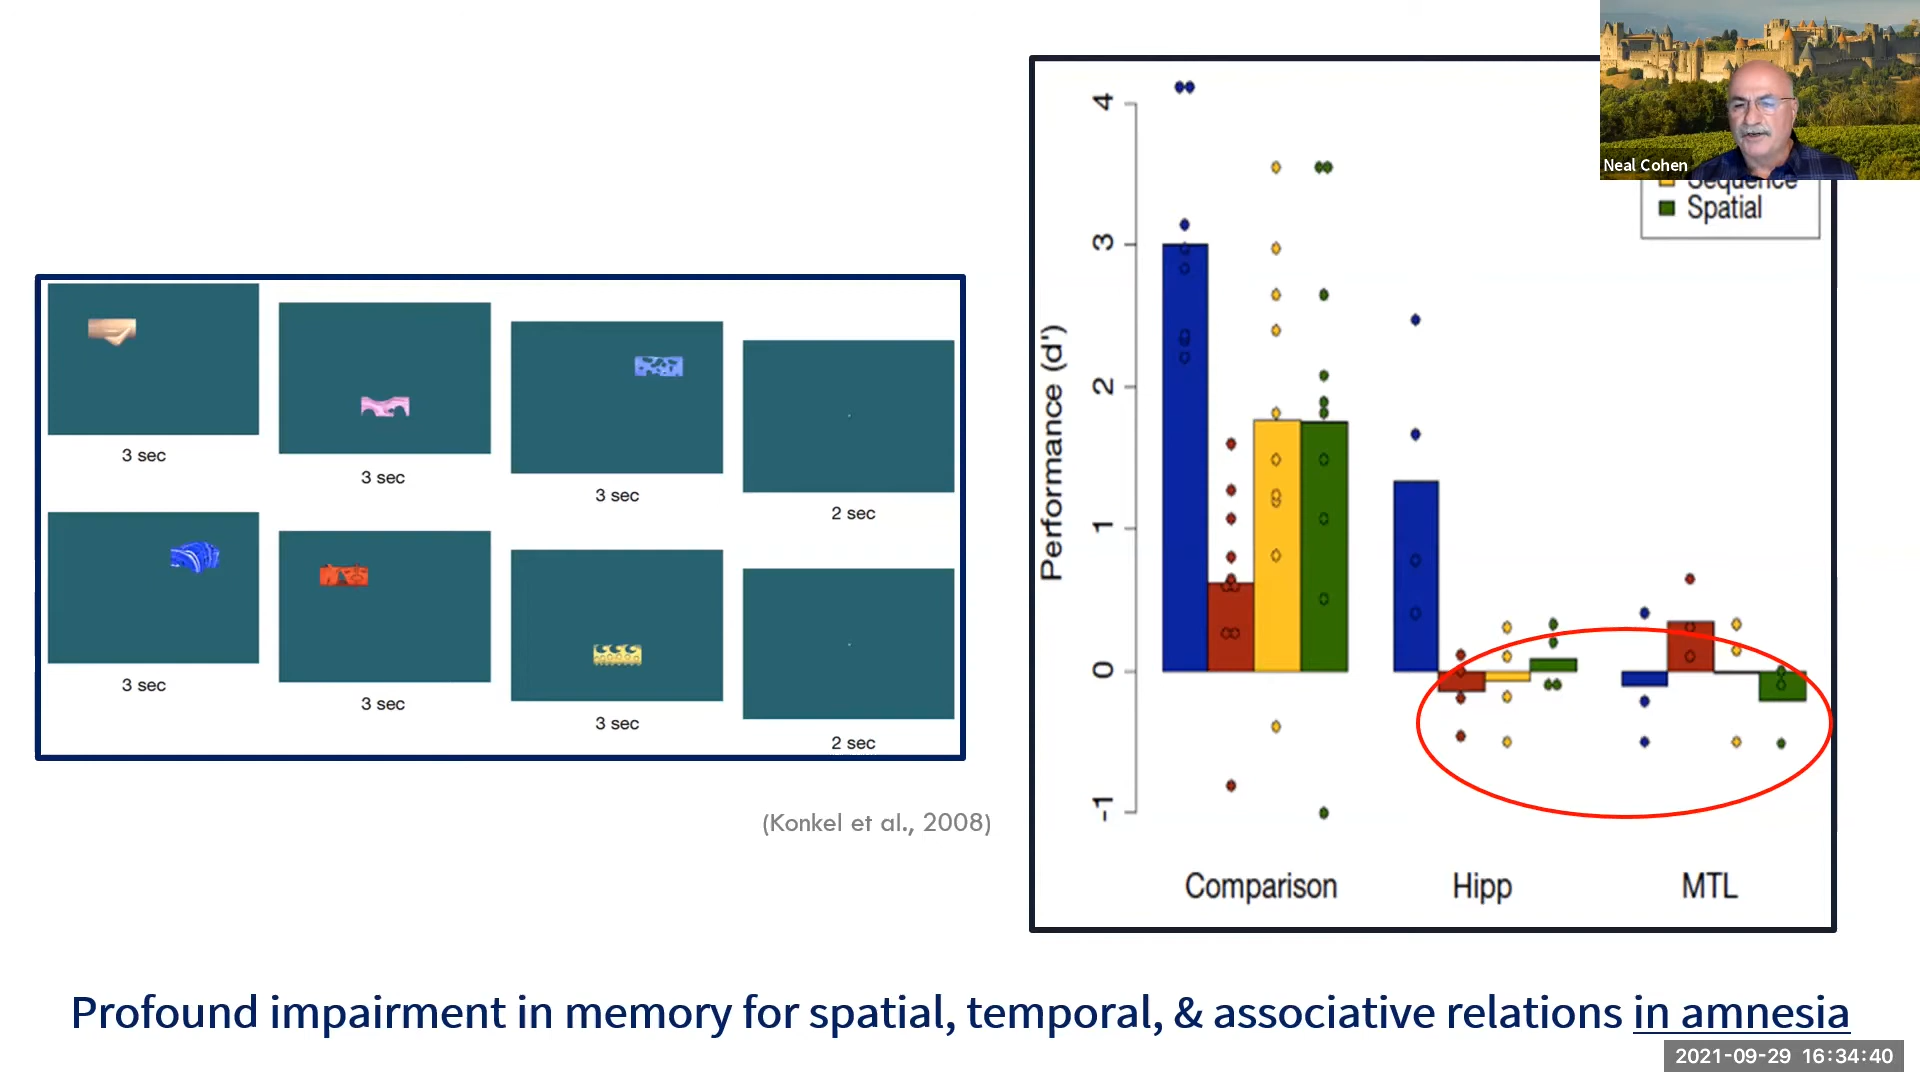 Neal Cohen
3 sec
3 sec
3 sec
2 sec
3 sec
3 sec
3 sec
2 sec
(Konkel et al., 2008)
Performance (d')
4
3
2
1
0
-1
Sequence
Spatial
Comparison
Hipp
MTL
Profound impairment in memory for spatial, temporal, & associative relations in amnesia
2021-09-29 16:34:40